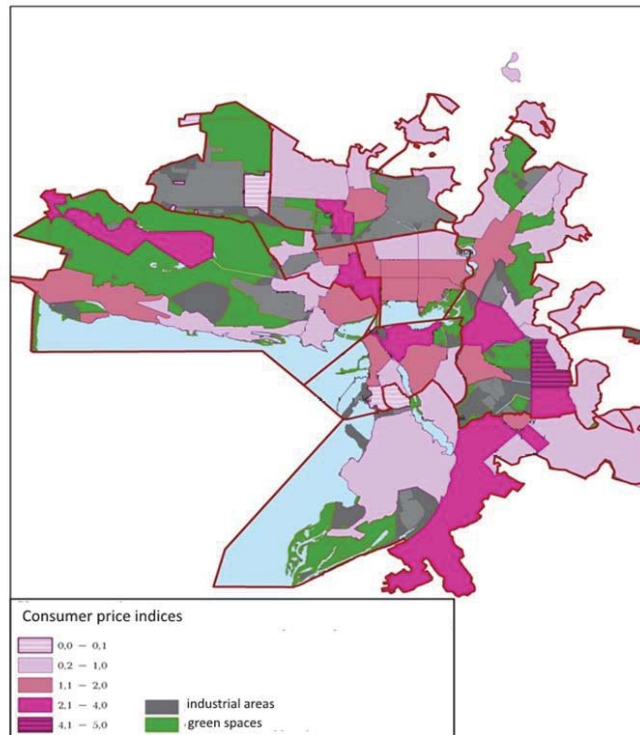 Consumer price indices
0,0 – 0,1
0,2 – 1,0
1,1 – 2,0
2,1 – 4,0
4,1 – 5,0
industrial areas
green spaces